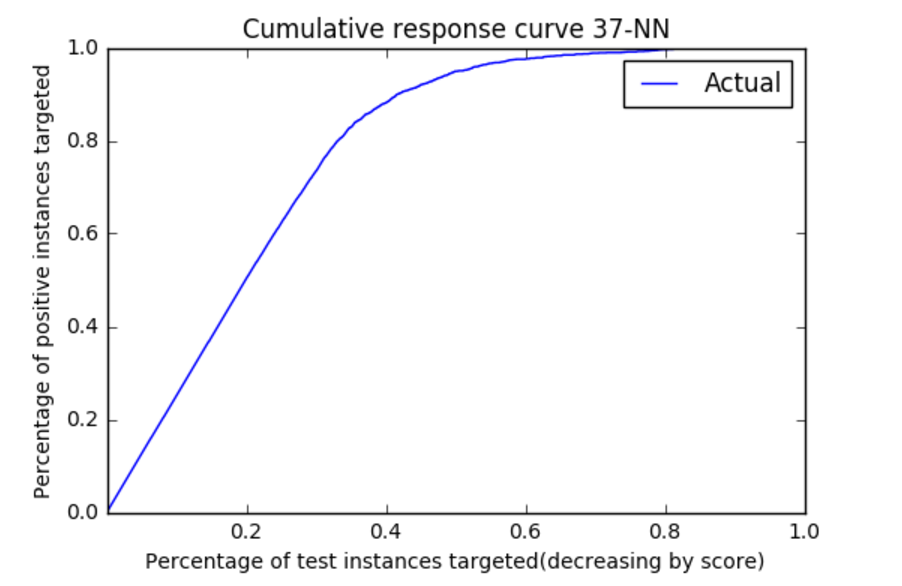 Cumulative response curve 37-NN
1.0
Actual
0.8
0.6
0.4
0.2
0.0
0.2 0.4 0.6 0.8 1.0
Percentage of positive instances targeted
Percentage of test instances targeted(decreasing by score)